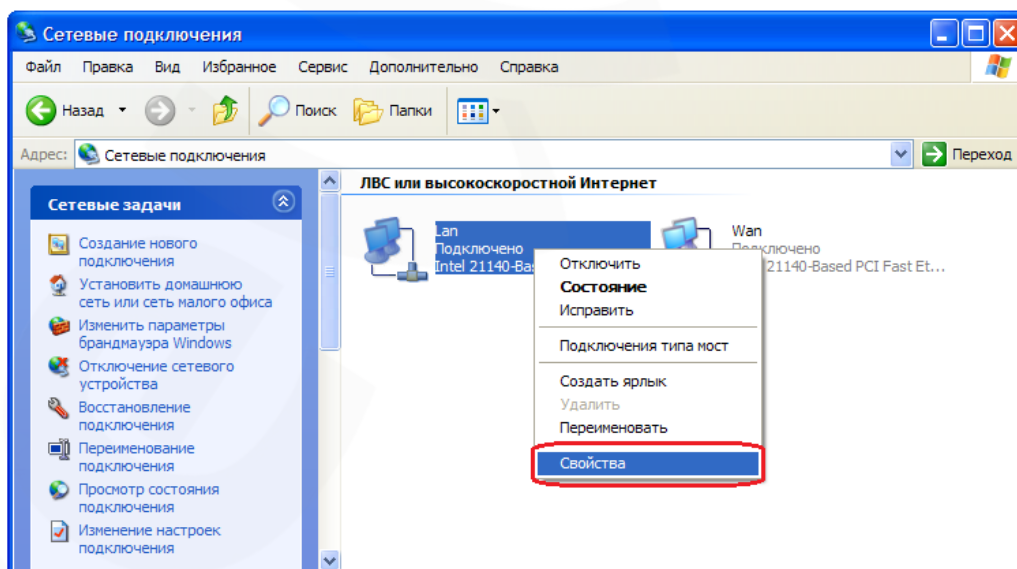 Сетевые подключения
Файл Правка Вид Избранное Сервис Дополнительно Справка
Назад Поиск Папки
Адрес: Сетевые подключения Переход
Сетевые задачи
Создание нового
подключения
Установить домашнюю
сеть или сеть малого офиса
Изменить параметры
брандмауэра Windows
Отключение сетевого
устройства
Восстановление
подключения
Переименование
подключения
Просмотр состояния
подключения
Изменение настроек
подключения
ЛВС или высокоскоростной Интернет
Lan
Подключено
Intel 21140-Bas
Wan
Подключено
21140-Based PCI Fast Et...
Отключить
Состояние
Исправить
Подключения типа мост
Создать ярлык
Удалить
Переименовать
Свойства